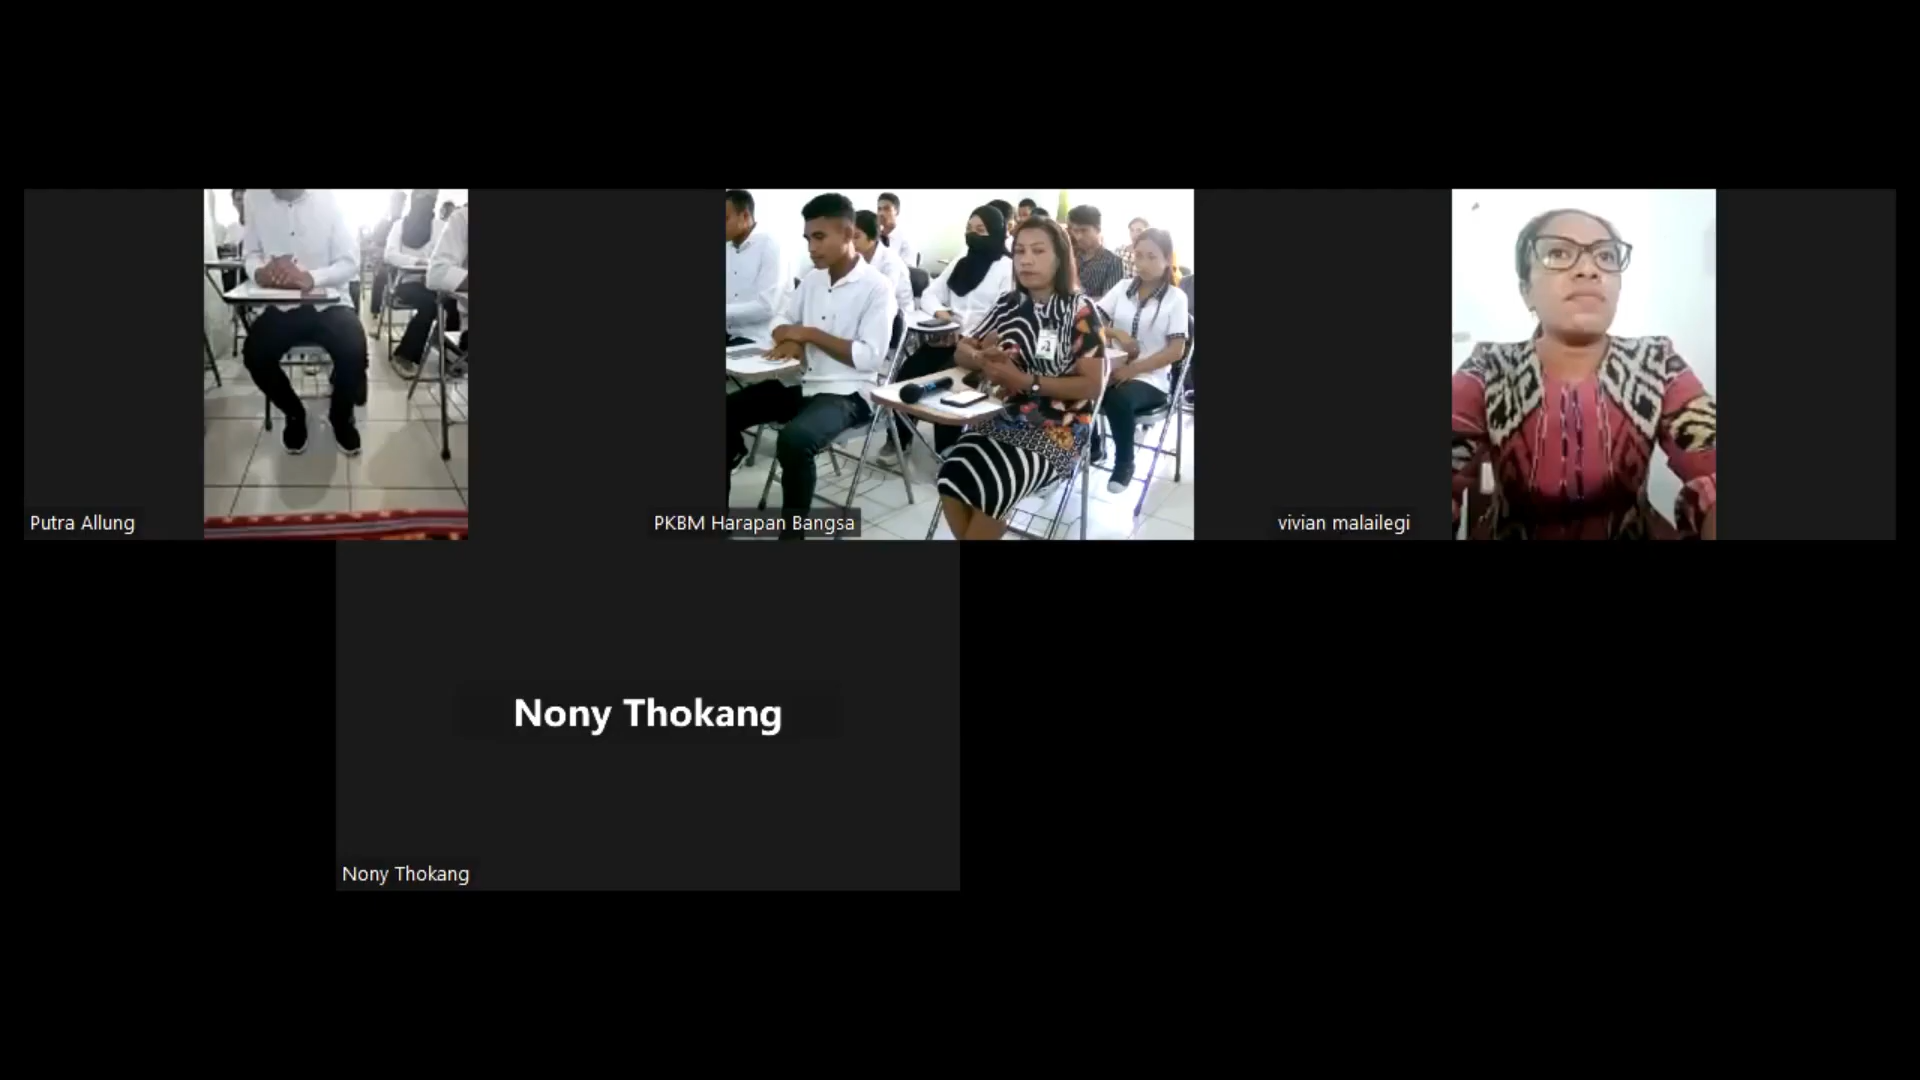 Putra Allung
PKBM Harapan Bangsa
vivian malailegi
Nony Thokang
Nony Thokang